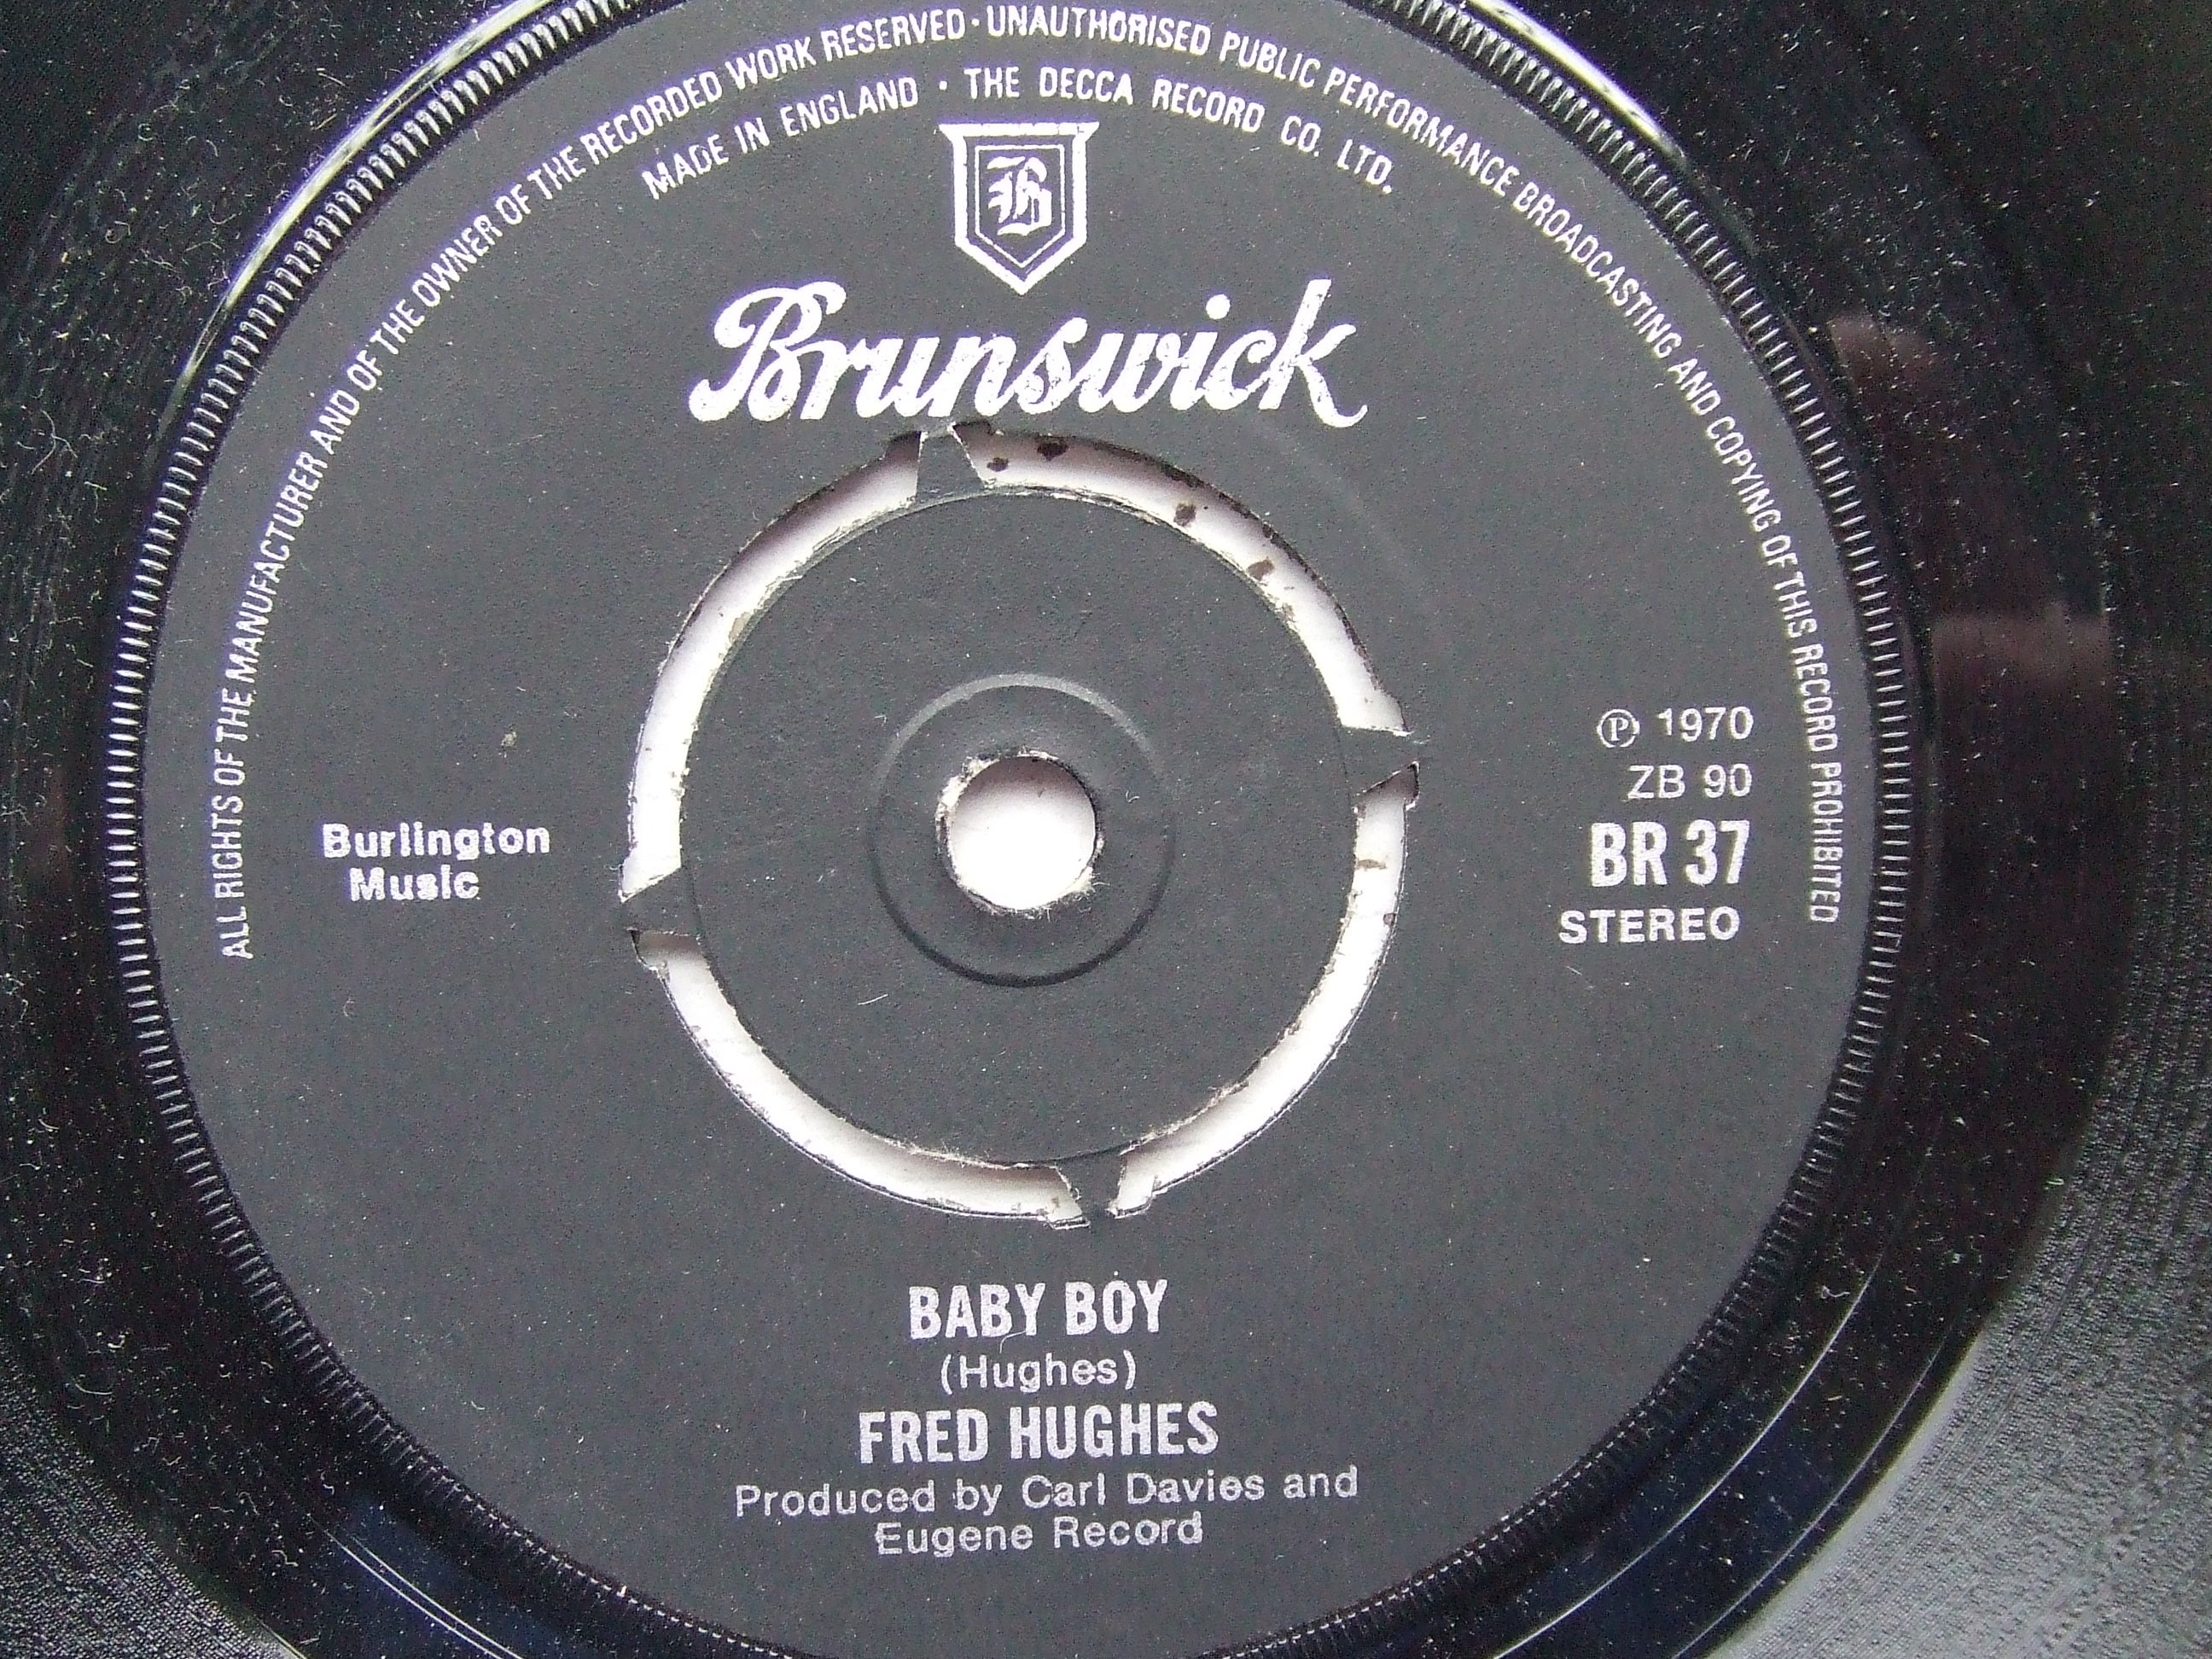 ALL RIGHTS OF THE MANUFACTURER AND OF THE OWNER OF THE RECORDED WORK RESERVED · UNAUTHORISED PUBLIC PERFORMANCE BROADCASTING AND COPYING OF THIS RECORD PROHIBITED
MADE IN ENGLAND · THE DECCA RECORD CO. LTD.
B
Brunswick
℗ 1970
ZB 90
BR 37
STEREO
Burlington
Music
BABY BOY
(Hughes)
FRED HUGHES
Produced by Carl Davies and
Eugene Record